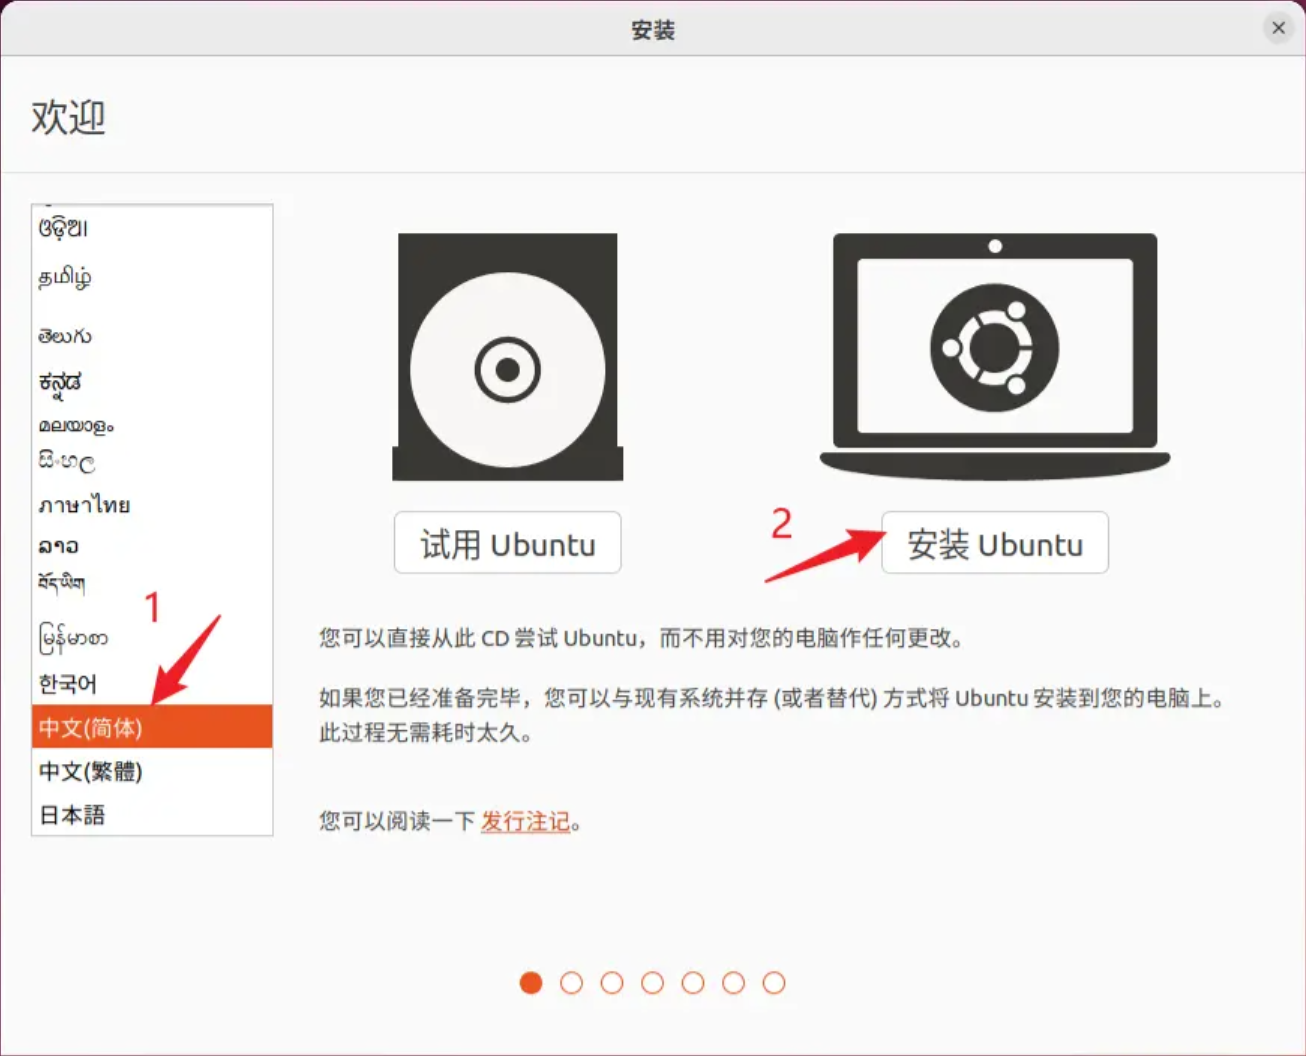 安装
欢迎
ଓଡ଼ିଆ
தமிழ்
తెలుగు
ಕನ್ನಡ
മലയാളം
සිංහල
ภาษาไทย
ລາວ
བོད་ཡིག
မြန်မာစာ
한국어
中文(简体)
中文(繁體)
日本語
1
试用 Ubuntu
2
安装 Ubuntu
您可以直接从此 CD 尝试 Ubuntu，而不用对您的电脑作任何更改。
如果您已经准备完毕，您可以与现有系统并存 (或者替代) 方式将 Ubuntu 安装到您的电脑上。
此过程无需耗时太久。
您可以阅读一下 发行注记。